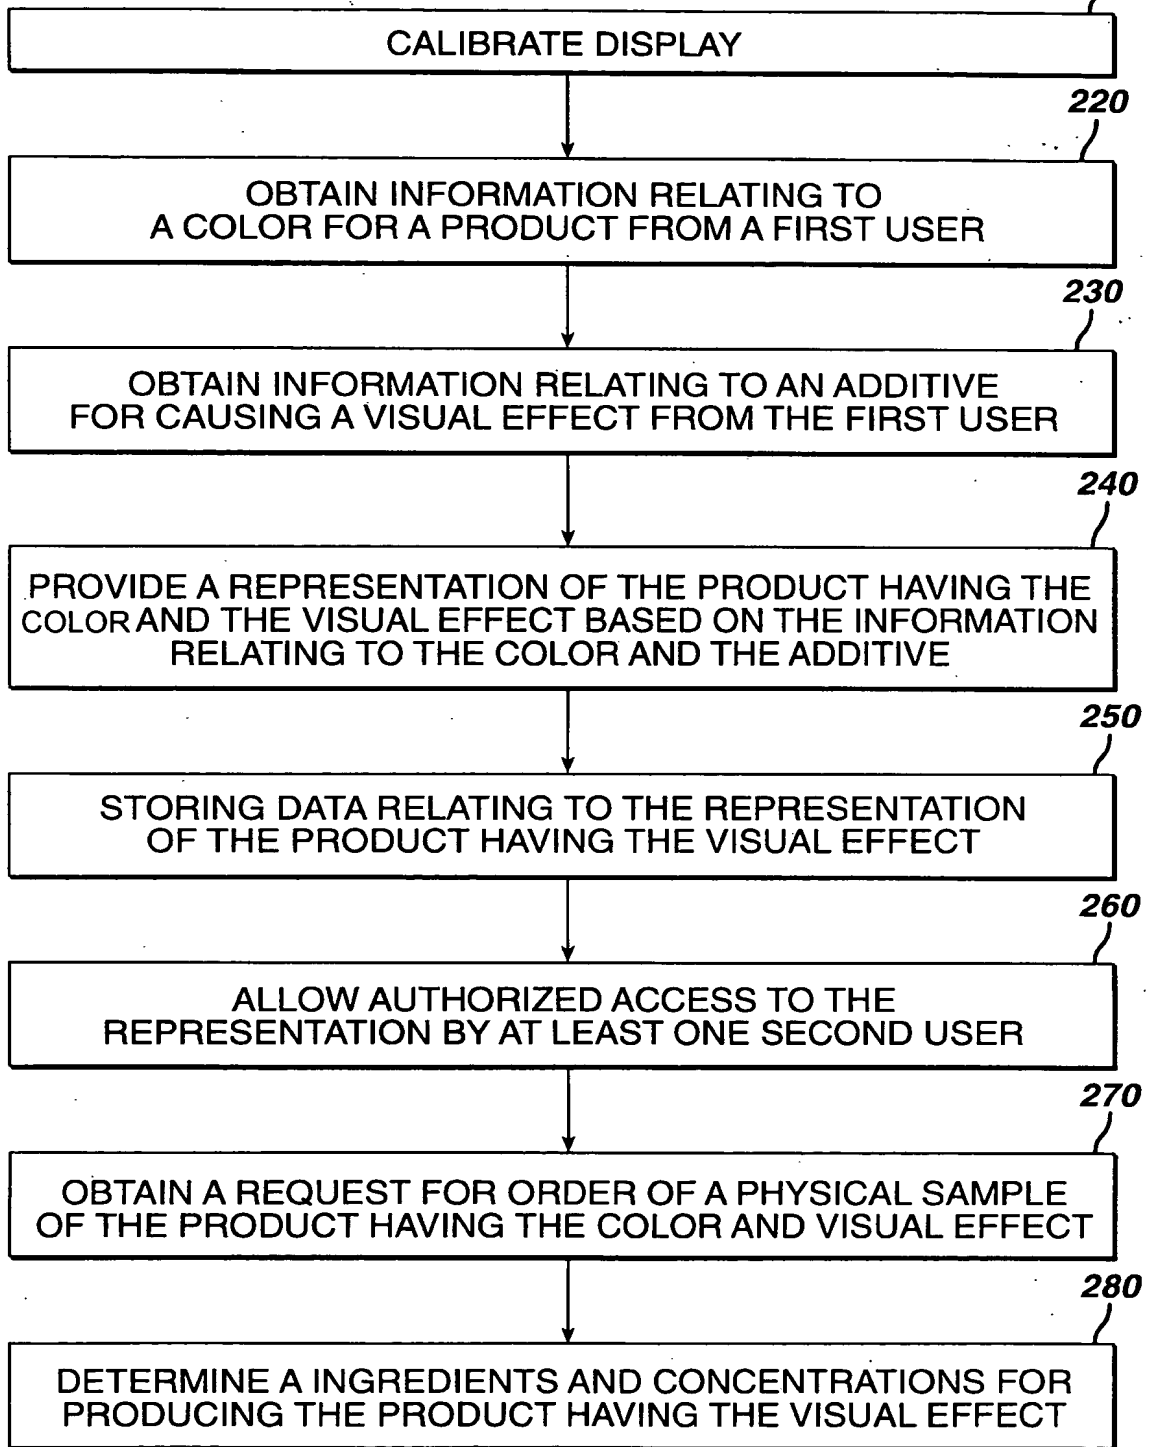 CALIBRATE DISPLAY
220
OBTAIN INFORMATION RELATING TO
A COLOR FOR A PRODUCT FROM A FIRST USER
230
OBTAIN INFORMATION RELATING TO AN ADDITIVE
FOR CAUSING A VISUAL EFFECT FROM THE FIRST USER
240
PROVIDE A REPRESENTATION OF THE PRODUCT HAVING THE
COLOR AND THE VISUAL EFFECT BASED ON THE INFORMATION
RELATING TO THE COLOR AND THE ADDITIVE
250
STORING DATA RELATING TO THE REPRESENTATION
OF THE PRODUCT HAVING THE VISUAL EFFECT
260
ALLOW AUTHORIZED ACCESS TO THE
REPRESENTATION BY AT LEAST ONE SECOND USER
270
OBTAIN A REQUEST FOR ORDER OF A PHYSICAL SAMPLE
OF THE PRODUCT HAVING THE COLOR AND VISUAL EFFECT
280
DETERMINE A INGREDIENTS AND CONCENTRATIONS FOR
PRODUCING THE PRODUCT HAVING THE VISUAL EFFECT